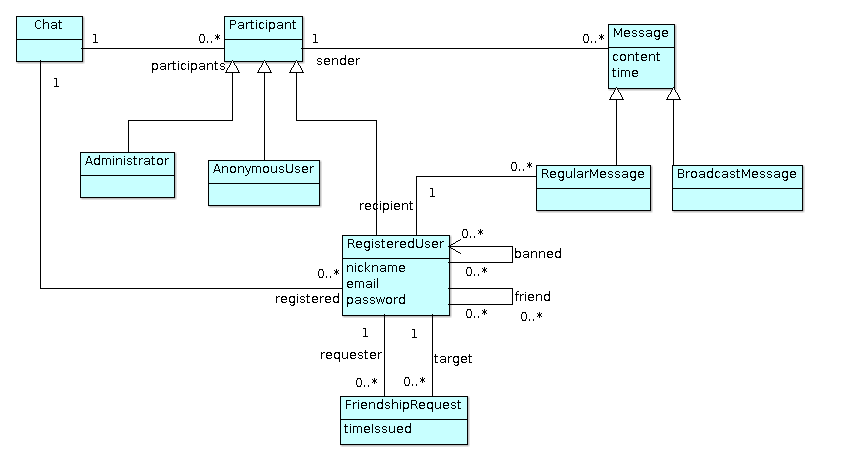 Chat
Participant
Message
1
0..*
1
0..*
content
time
participants
sender
1
Administrator
AnonymousUser
RegularMessage
BroadcastMessage
0..*
1
recipient
RegisteredUser
0..*
nickname
email
password
banned
0..*
0..*
registered
friend
0..*
0..*
1
1
requester
target
0..*
0..*
FriendshipRequest
timeIssued